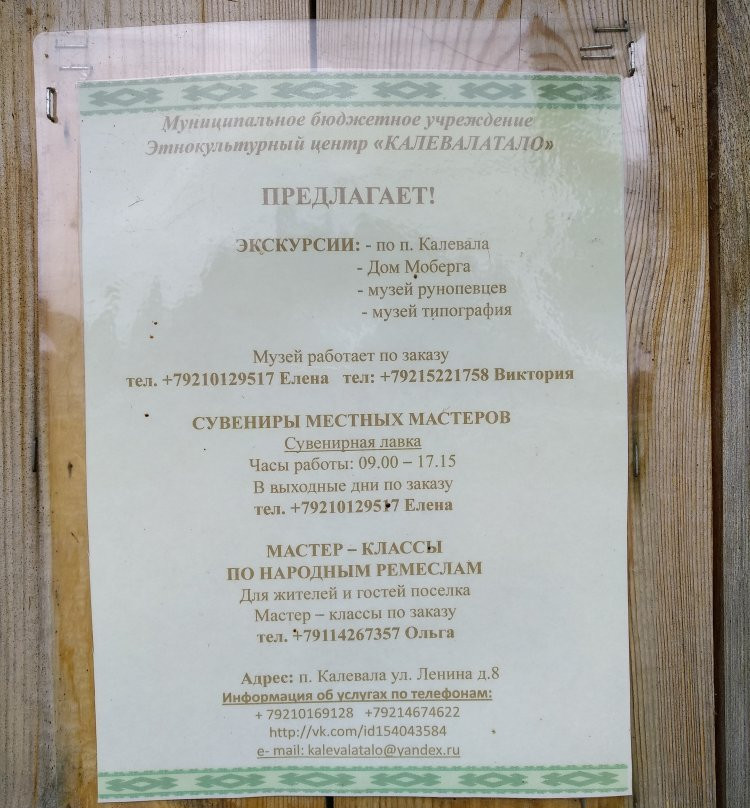 Муниципальное бюджетное учреждение
Этнокультурный центр «КАЛЕВАЛАТАЛО»
ПРЕДЛАГАЕТ!
ЭКСКУРСИИ: - по п. Калевала
- Дом Моберга
- музей рунопевцев
- музей типография
Музей работает по заказу
тел. +79210129517 Елена тел: +79215221758 Виктория
СУВЕНИРЫ МЕСТНЫХ МАСТЕРОВ
Сувенирная лавка
Часы работы: 09.00 – 17.15
В выходные дни по заказу
тел. +79210129517 Елена
МАСТЕР – КЛАССЫ
ПО НАРОДНЫМ РЕМЕСЛАМ
Для жителей и гостей поселка
Мастер – классы по заказу
тел. +79114267357 Ольга
Адрес: п. Калевала ул. Ленина д.8
Информация об услугах по телефонам:
+ 79210169128 +79214674622
http://vk.com/id154043584
e- mail: kalevalatalo@yandex.ru